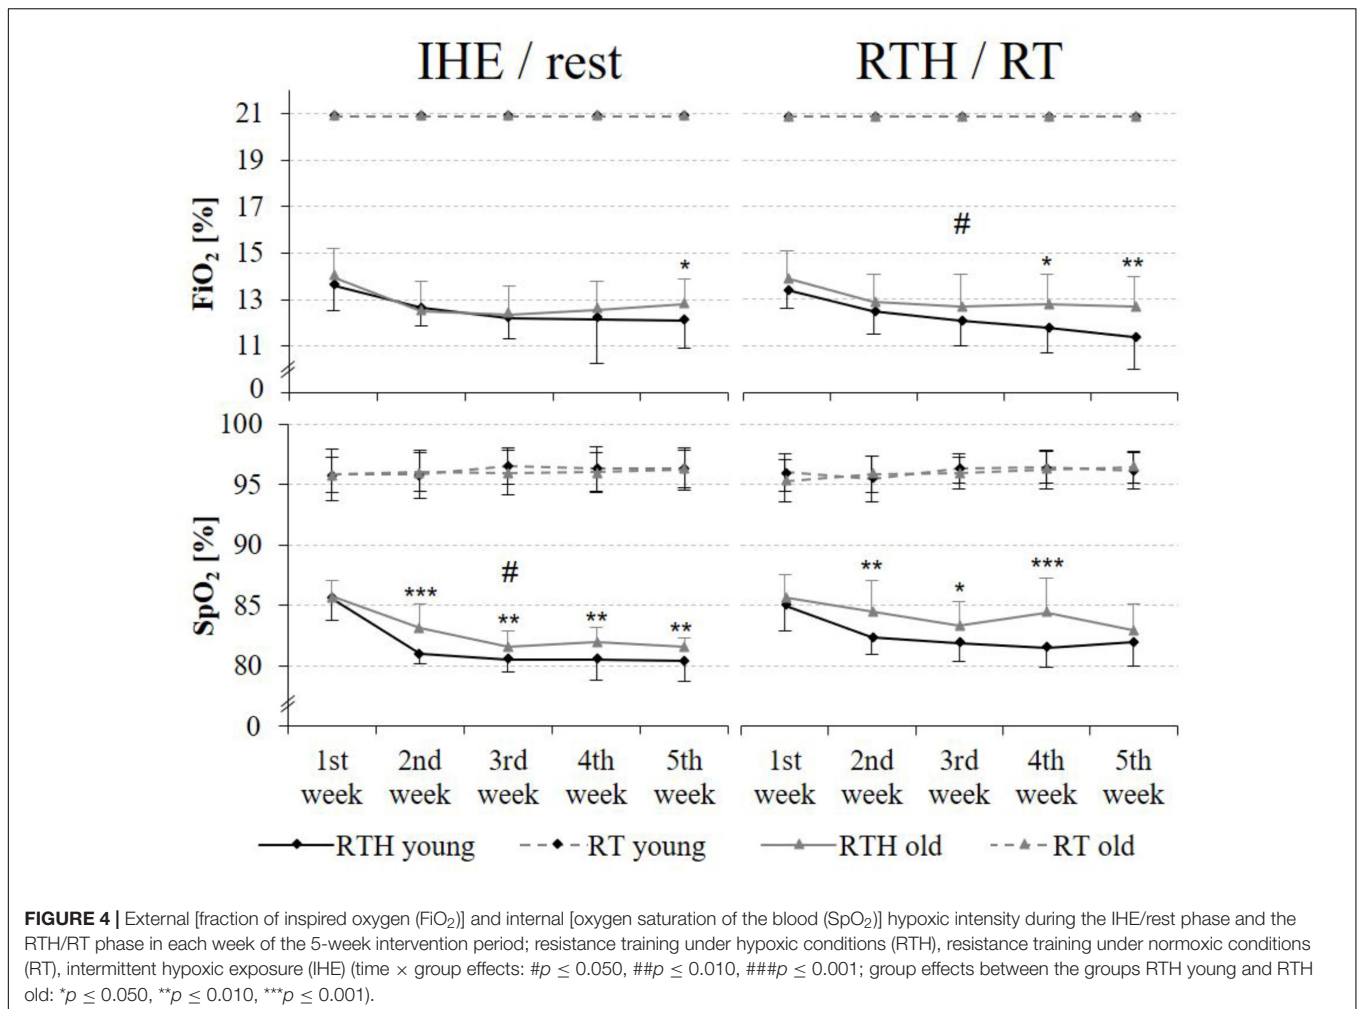 IHE / rest
RTH / RT
FiO2 [%]
21
19
17
15
13
11
0
*
#
*
**
SpO2 [%]
100
95
90
85
80
0
***
#
**
**
**
**
*
***
1st week
2nd week
3rd week
4th week
5th week
1st week
2nd week
3rd week
4th week
5th week
RTH young
RT young
RTH old
RT old
FIGURE 4 | External [fraction of inspired oxygen (FiO2)] and internal [oxygen saturation of the blood (SpO2)] hypoxic intensity during the IHE/rest phase and the
RTH/RT phase in each week of the 5-week intervention period; resistance training under hypoxic conditions (RTH), resistance training under normoxic conditions
(RT), intermittent hypoxic exposure (IHE) (time × group effects: #p ≤ 0.050, ##p ≤ 0.010, ###p ≤ 0.001; group effects between the groups RTH young and RTH
old: *p ≤ 0.050, **p ≤ 0.010, ***p ≤ 0.001).